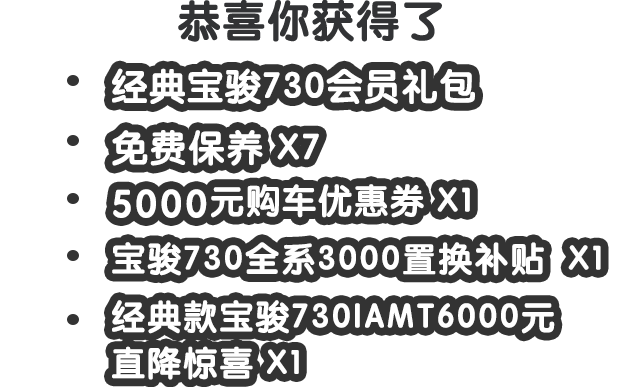 恭喜你获得了
• 经典宝骏730会员礼包
• 免费保养 X7
• 5000元购车优惠券 X1
• 宝骏730全系3000置换补贴 X1
• 经典款宝骏730IAMT6000元
直降惊喜 X1